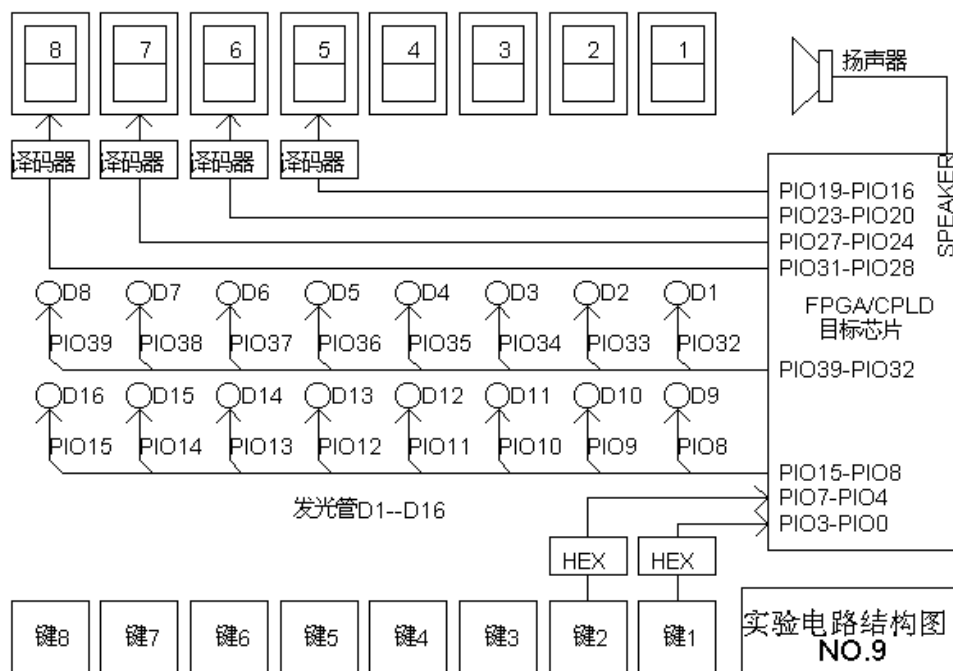 8 7 6 5 4 3 2 1
扬声器
译码器 译码器 译码器 译码器
SPEAKER
PIO19-PIO16
PIO23-PIO20
PIO27-PIO24
PIO31-PIO28
D8 D7 D6 D5 D4 D3 D2 D1
FPGA/CPLD
目标芯片
PIO39 PIO38 PIO37 PIO36 PIO35 PIO34 PIO33 PIO32
PIO39-PIO32
D16 D15 D14 D13 D12 D11 D10 D9
PIO15 PIO14 PIO13 PIO12 PIO11 PIO10 PIO9 PIO8
PIO15-PIO8
PIO7-PIO4
发光管D1--D16
PIO3-PIO0
HEX HEX
键8 键7 键6 键5 键4 键3 键2 键1
实验电路结构图
NO.9